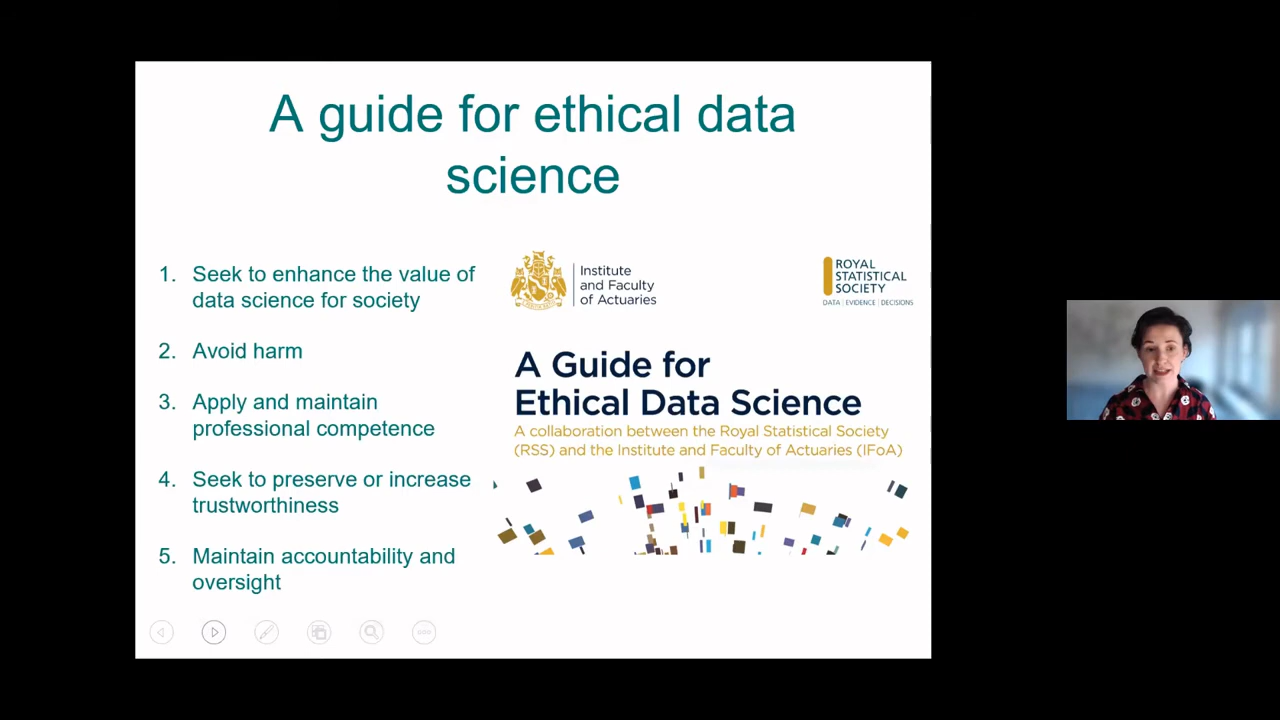 A guide for ethical data
science
1. Seek to enhance the value of
data science for society
2. Avoid harm
3. Apply and maintain
professional competence
4. Seek to preserve or increase
trustworthiness
5. Maintain accountability and
oversight
Institute
and Faculty
of Actuaries
ROYAL
STATISTICAL
SOCIETY
DATA | EVIDENCE | DECISIONS
A Guide for
Ethical Data Science
A collaboration between the Royal Statistical Society
(RSS) and the Institute and Faculty of Actuaries (IFoA)